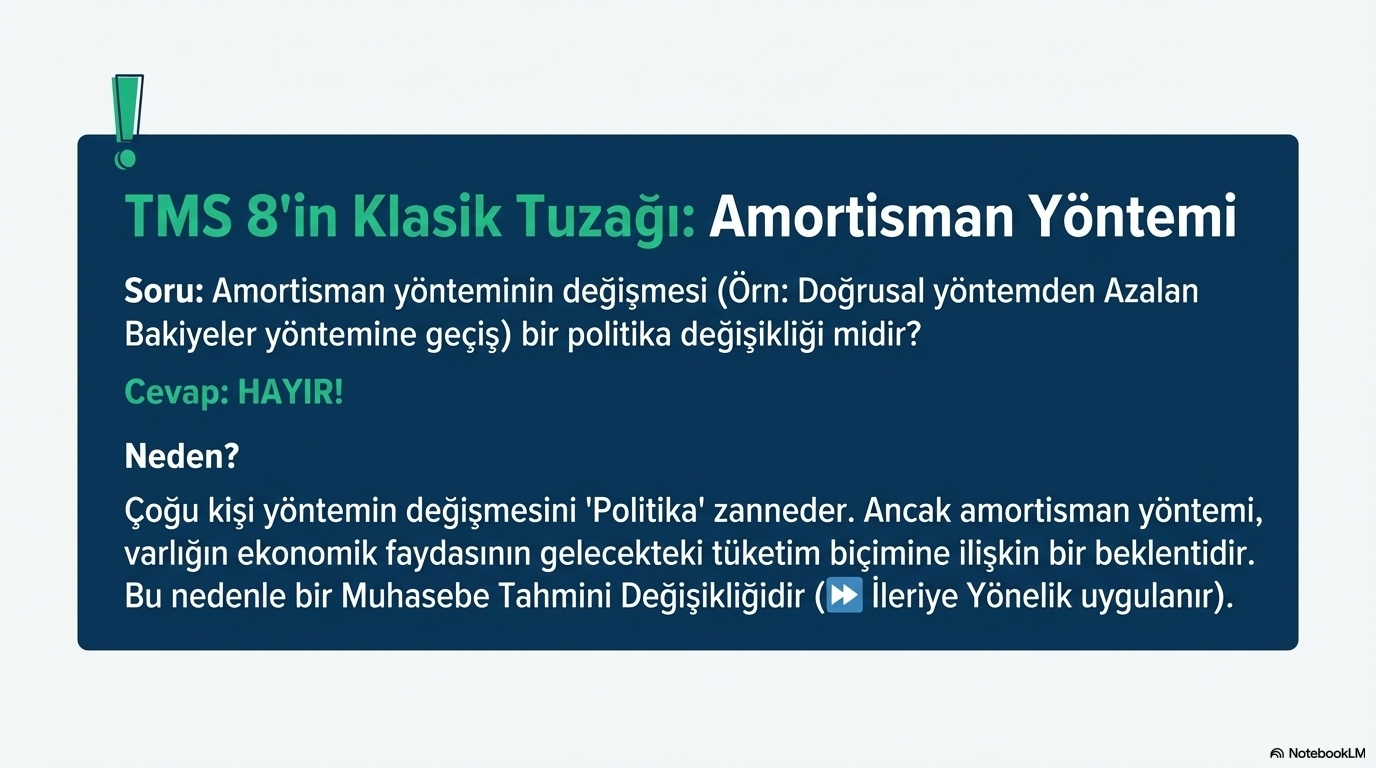 TMS 8'in Klasik Tuzağı: Amortisman Yöntemi
Soru: Amortisman yönteminin değişmesi (Örn: Doğrusal yöntemden Azalan
Bakiyeler yöntemine geçiş) bir politika değişikliği midir?
Cevap: HAYIR!
Neden?
Çoğu kişi yöntemin değişmesini 'Politika' zanneder. Ancak amortisman yöntemi,
varlığın ekonomik faydasının gelecekteki tüketim biçimine ilişkin bir beklentidir.
Bu nedenle bir Muhasebe Tahmini Değişikliğidir (⏩ İleriye Yönelik uygulanır).
NotebookLM